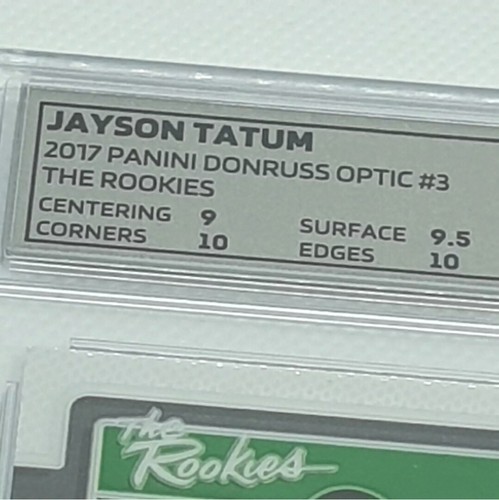 JAYSON TATUM
2017 PANINI DONRUSS OPTIC #3
THE ROOKIES
CENTERING 9 SURFACE 9.5
CORNERS 10 EDGES 10
the
Rookies